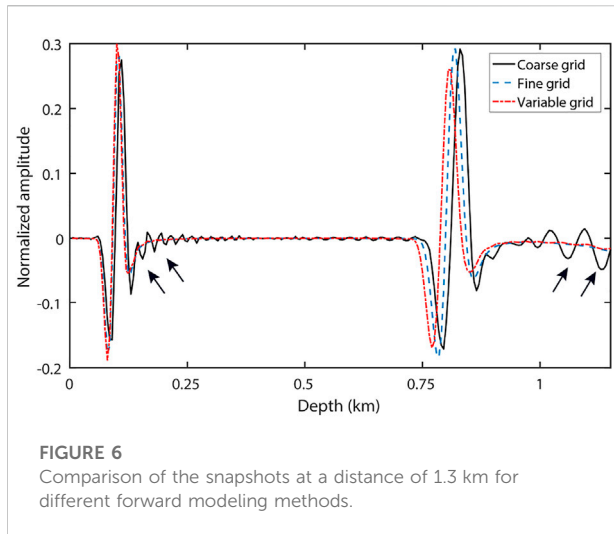 0.3
0.2
0.1
0
-0.1
-0.2
Normalized amplitude
0
0.25
0.5
0.75
1
Depth (km)
Coarse grid
Fine grid
Variable grid
FIGURE 6
Comparison of the snapshots at a distance of 1.3 km for
different forward modeling methods.